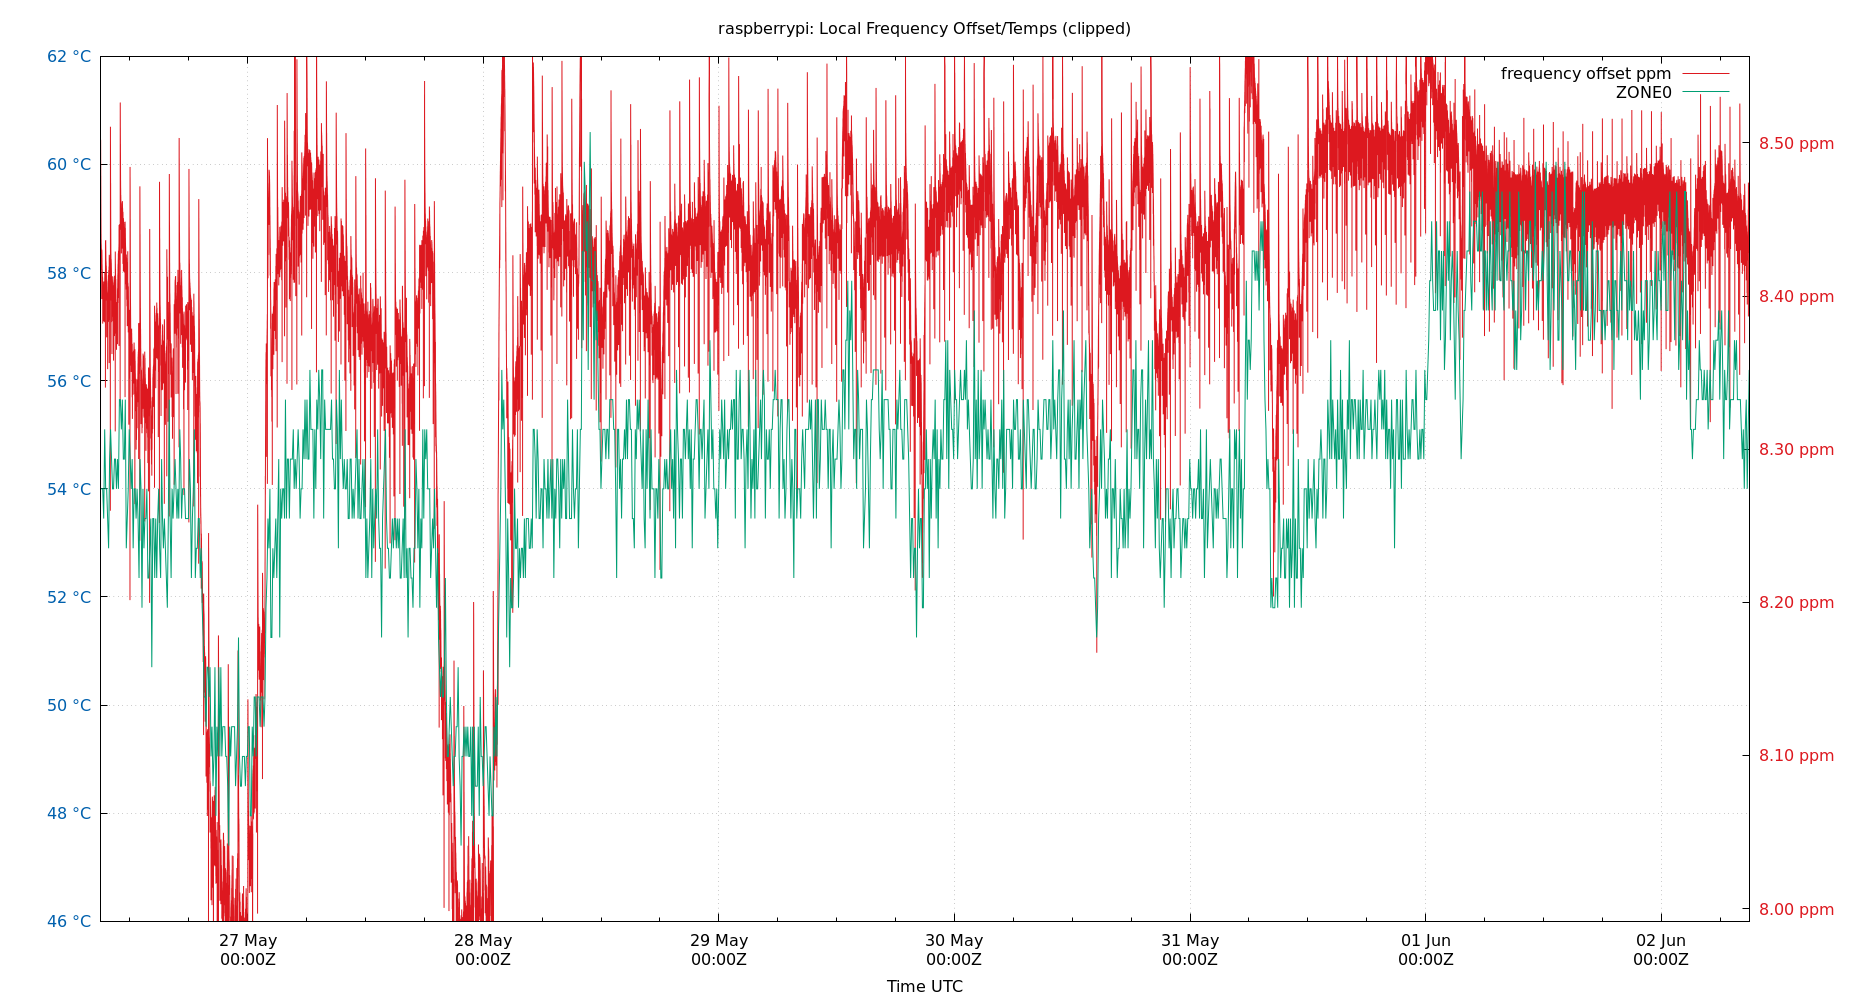 raspberrypi: Local Frequency Offset/Temps (clipped)
62 °C
60 °C
58 °C
56 °C
54 °C
52 °C
50 °C
48 °C
46 °C
frequency offset ppm
ZONE0
8.50 ppm
8.40 ppm
8.30 ppm
8.20 ppm
8.10 ppm
8.00 ppm
27 May 28 May 29 May 30 May 31 May 01 Jun 02 Jun
00:00Z 00:00Z 00:00Z 00:00Z 00:00Z 00:00Z 00:00Z
Time UTC